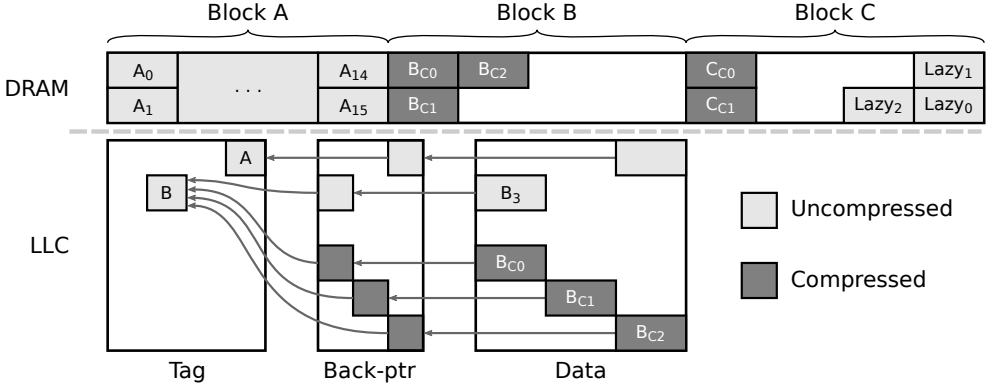 Block A Block B Block C
DRAM
A0 . . . A14 BC0 BC2 CC0 Lazy1
A1 A15 BC1 CC1 Lazy2 Lazy0
LLC
A
B B3
BC0
BC1
BC2
Uncompressed
Compressed
Tag Back-ptr Data